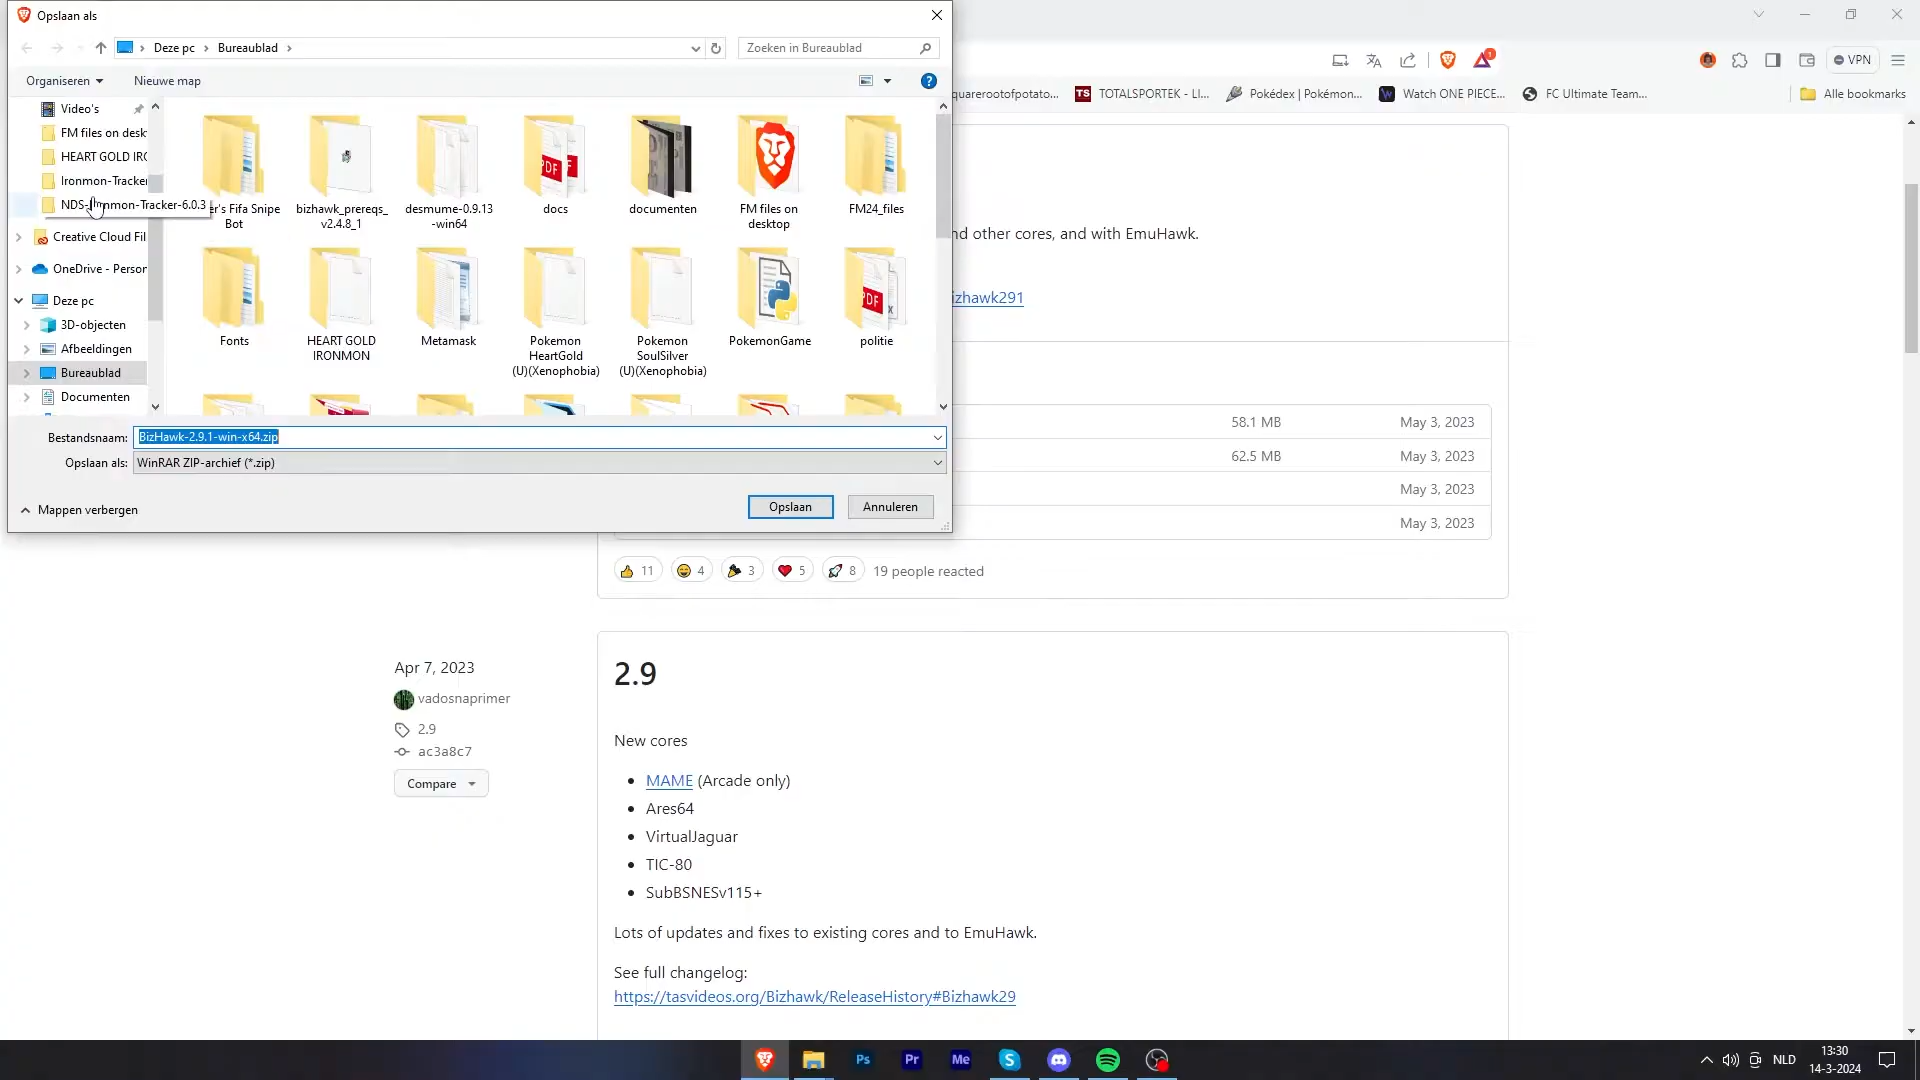 Opslaan als
Deze pc
Bureaublad
Zoeken in Bureaublad
Organiseren
Nieuwe map
?
Video's
FM files on desk
HEART GOLD IRO
Ironmon-Tracke
NDS-
nmon-Tracker-6.0.3
Creative Cloud Fil
OneDrive - Persor
Deze pc
3D-objecten
Afbeeldingen
Bureaublad
Documenten
er's Fifa Snipe
Bot
bizhawk_prereqs_
v2.4.8_1
desmume-0.9.13
-win64
PDF
docs
documenten
FM files on
desktop
FM24_files
Fonts
HEART GOLD
IRONMON
Metamask
Pokemon
HeartGold
(U)(Xenophobia)
Pokemon
SoulSilver
(U)(Xenophobia)
PokemonGame
PDF
politie
Bestandsnaam:
BizHawk-2.9.1-win-x64.zip
Opslaan als:
WinRAR ZIP-archief (*.zip)
Mappen verbergen
Opslaan
Annuleren
1
VPN
quarerootofpotato...
TS
TOTALSPORTEK - LI...
Pokédex | Pokémon...
Watch ONE PIECE...
FC Ultimate Team...
Alle bookmarks
nd other cores, and with EmuHawk.
izhawk291
58.1 MB
May 3, 2023
62.5 MB
May 3, 2023
May 3, 2023
May 3, 2023
11
4
3
5
8
19 people reacted
Apr 7, 2023
vadosnaprimer
2.9
ac3a8c7
Compare
2.9
New cores
MAME (Arcade only)
Ares64
VirtualJaguar
TIC-80
SubBSNESv115+
Lots of updates and fixes to existing cores and to EmuHawk.
See full changelog:
https://tasvideos.org/Bizhawk/ReleaseHistory#Bizhawk29
Ps
Pr
Me
S
NLD
13:30
14-3-2024